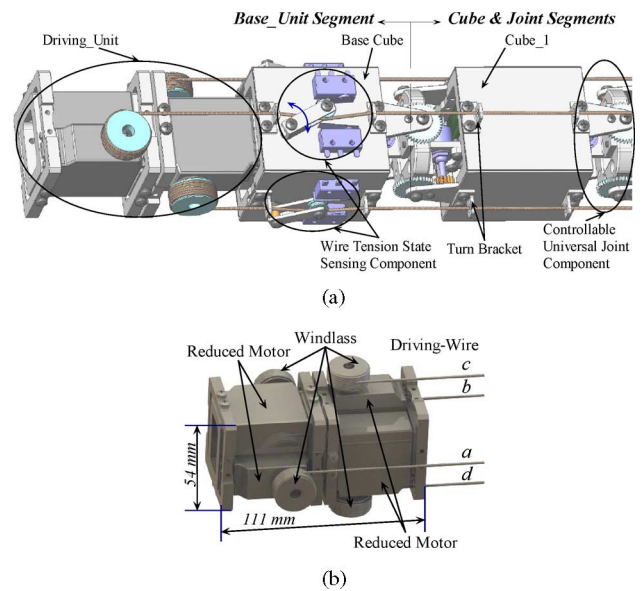 Base_Unit Segment Cube & Joint Segments
Driving_Unit Base Cube Cube_1
Wire Tension State
Sensing Component
Turn Bracket
Controllable
Universal Joint
Component
(a)
Windlass
Reduced Motor
Driving-Wire
c
b
a
d
54 mm
111 mm
Reduced Motor
(b)